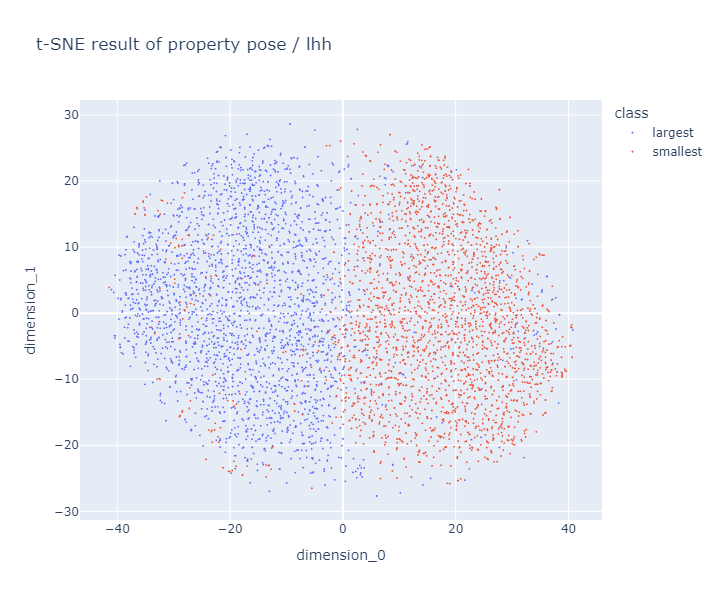 t-SNE result of property pose / lhh
class
largest
smallest
30
20
10
0
−10
−20
−30
−40
−20
0
20
40
dimension_0
dimension_1